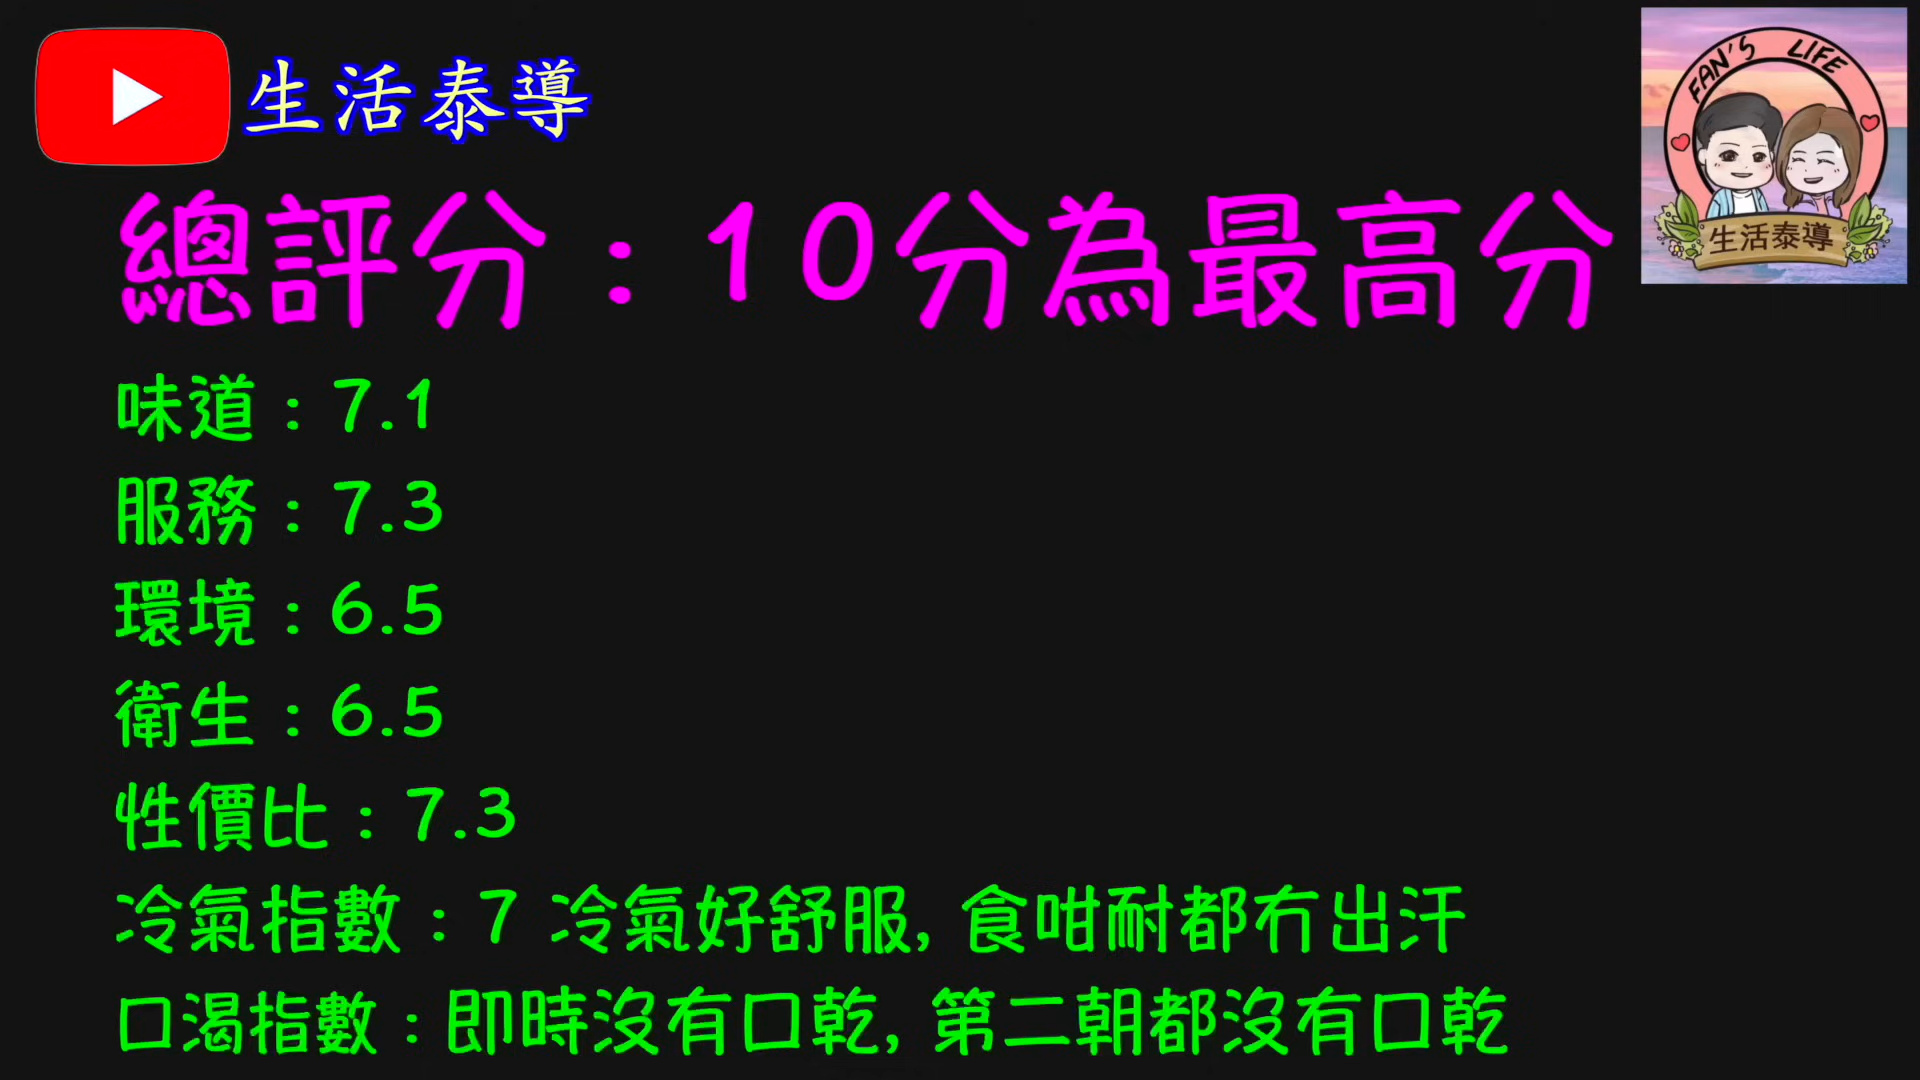 生活泰導
FAN'S LIFE
生活泰導
總評分：10分為最高分
味道：7.1
服務：7.3
環境：6.5
衛生：6.5
性價比：7.3
冷氣指數：7 冷氣好舒服, 食咁耐都冇出汗
口渴指數：即時沒有口乾, 第二朝都沒有口乾